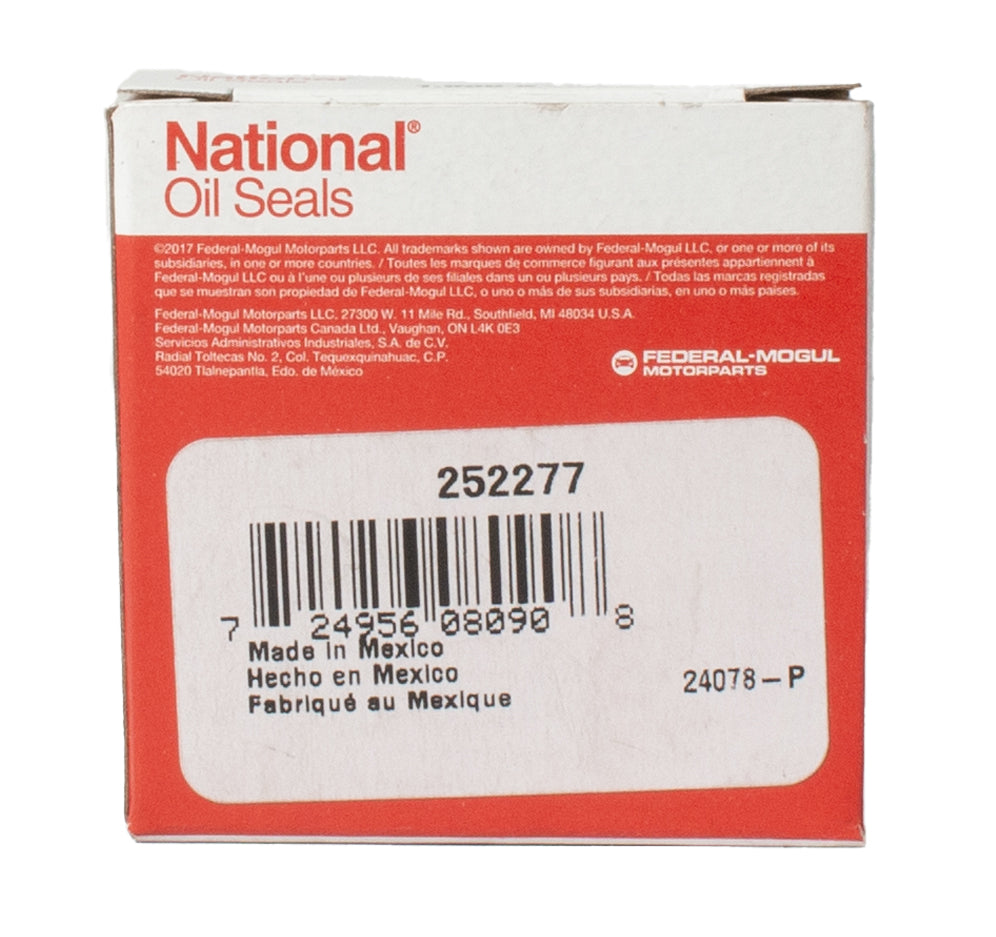 National®
Oil Seals
©2017 Federal-Mogul Motorparts LLC. All trademarks shown are owned by Federal-Mogul LLC, or one or more of its
subsidiaries, in one or more countries. / Toutes les marques de commerce figurant aux présentes appartiennent à
Federal-Mogul LLC ou à l'une ou plusieurs de ses filiales dans un ou plusieurs pays. / Todas las marcas registradas
que se muestran son propiedad de Federal-Mogul LLC, o uno o más de sus subsidiarias, en uno o más países.
Federal-Mogul Motorparts LLC. 27300 W. 11 Mile Rd., Southfield, MI 48034 U.S.A.
Federal-Mogul Motorparts Canada Ltd., Vaughan, ON L4K 0E3
Servicios Administrativos Industriales, S.A. de C.V.
Radial Toltecas No. 2, Col. Tequexquinahuac, C.P.
54020 Tlalnepantla, Edo. de México
FEDERAL-MOGUL
MOTORPARTS
252277
7 24956 08090 8
Made in Mexico
Hecho en Mexico
Fabriqué au Mexique
24078-P